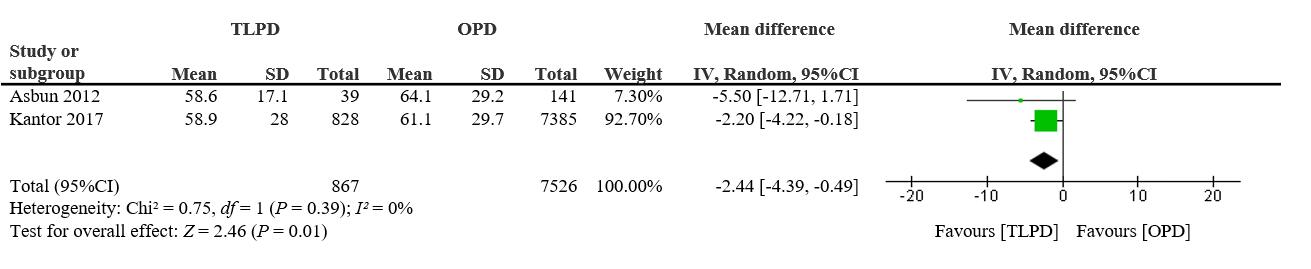 TLPD OPD Mean difference Mean difference
Study or
subgroup Mean SD Total Mean SD Total Weight IV, Random, 95%CI IV, Random, 95%CI
Asbun 2012 58.6 17.1 39 64.1 29.2 141 7.30% -5.50 [-12.71, 1.71]
Kantor 2017 58.9 28 828 61.1 29.7 7385 92.70% -2.20 [-4.22, -0.18]
Total (95%CI) 867 7526 100.00% -2.44 [-4.39, -0.49]
-20 -10 0 10 20
Heterogeneity: Chi² = 0.75, df = 1 (P = 0.39); I² = 0%
Test for overall effect: Z = 2.46 (P = 0.01) Favours [TLPD] Favours [OPD]